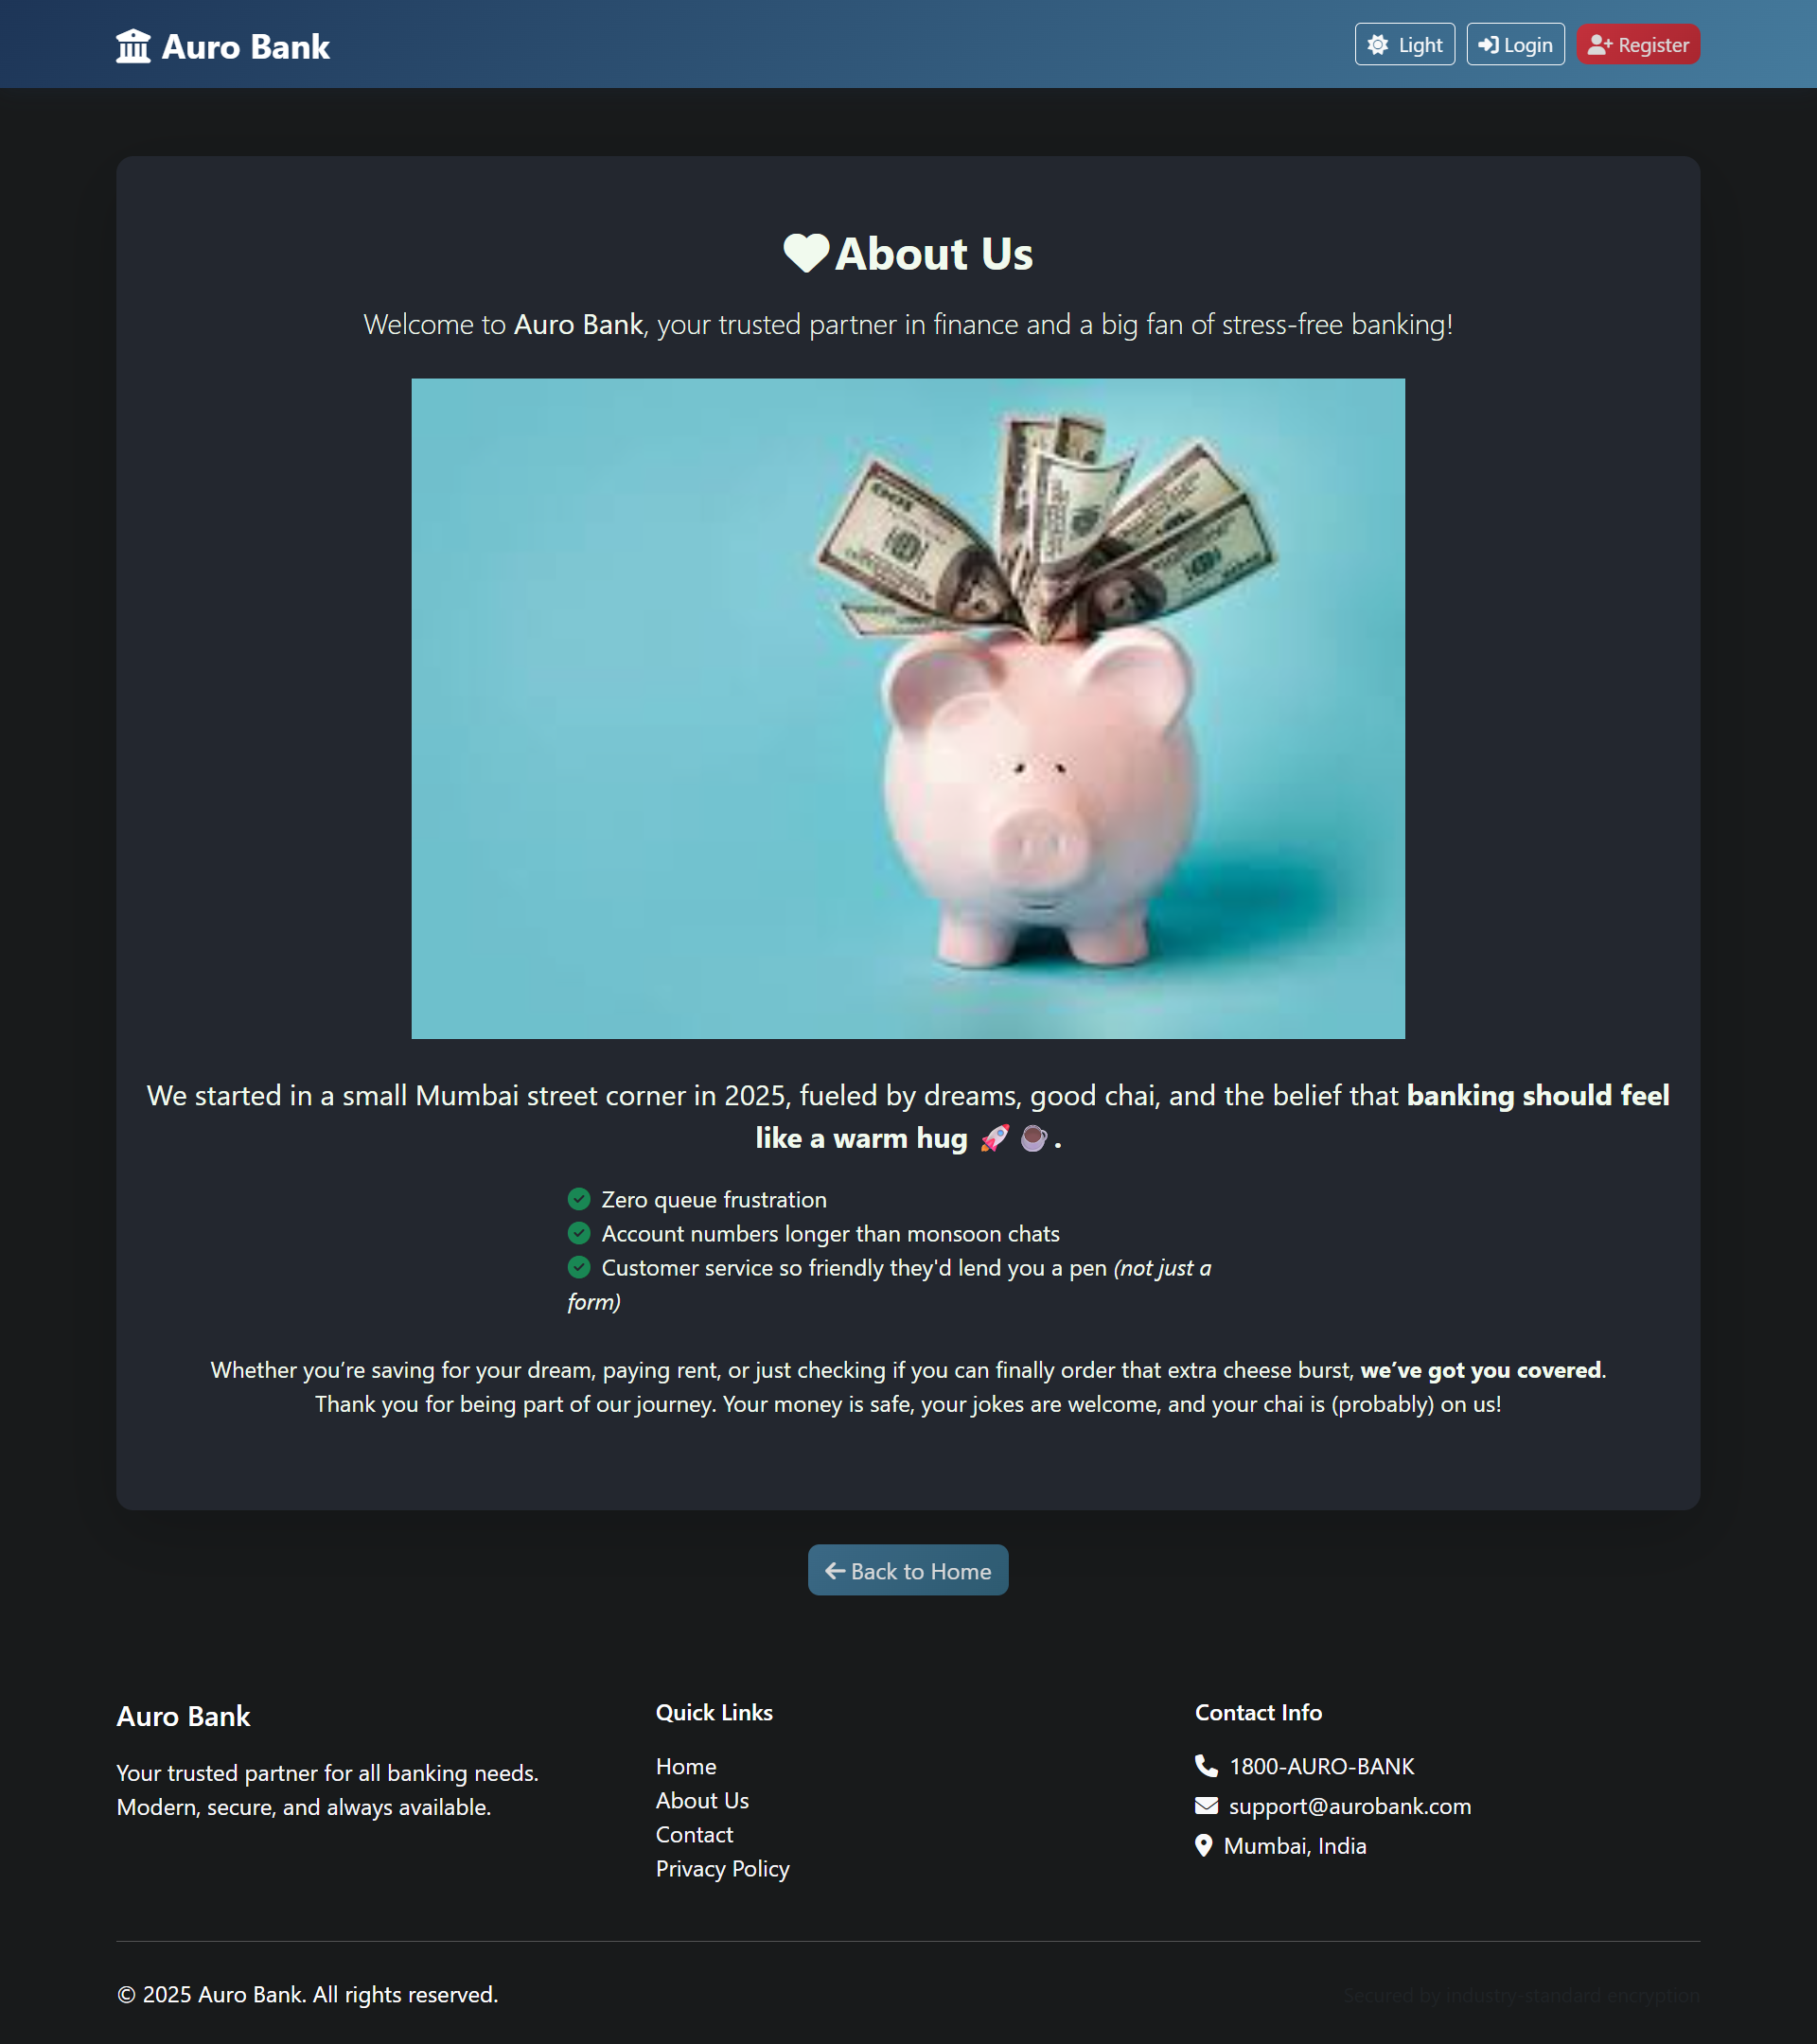 Auro Bank
Light
Login
Register
About Us
Welcome to Auro Bank, your trusted partner in finance and a big fan of stress-free banking!
We started in a small Mumbai street corner in 2025, fueled by dreams, good chai, and the belief that banking should feel
like a warm hug 🚀 ☕ .
Zero queue frustration
Account numbers longer than monsoon chats
Customer service so friendly they'd lend you a pen (not just a
form)
Whether you’re saving for your dream, paying rent, or just checking if you can finally order that extra cheese burst, we’ve got you covered.
Thank you for being part of our journey. Your money is safe, your jokes are welcome, and your chai is (probably) on us!
Back to Home
Auro Bank
Your trusted partner for all banking needs.
Modern, secure, and always available.
Quick Links
Home
About Us
Contact
Privacy Policy
Contact Info
1800-AURO-BANK
support@aurobank.com
Mumbai, India
© 2025 Auro Bank. All rights reserved.
Secured by industry-standard encryption